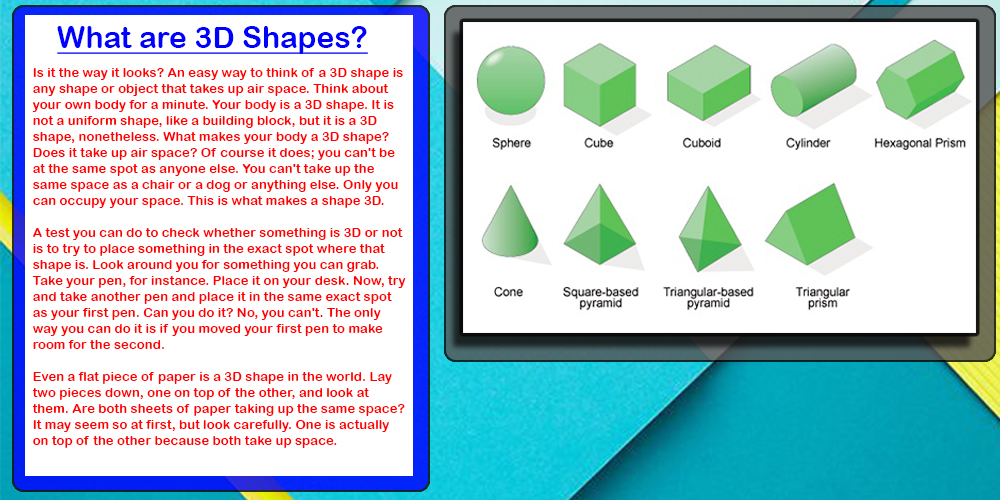 What are 3D Shapes?
Is it the way it looks? An easy way to think of a 3D shape is
any shape or object that takes up air space. Think about
your own body for a minute. Your body is a 3D shape. It is
not a uniform shape, like a building block, but it is a 3D
shape, nonetheless. What makes your body a 3D shape?
Does it take up air space? Of course it does; you can't be
at the same spot as anyone else. You can't take up the
same space as a chair or a dog or anything else. Only you
can occupy your space. This is what makes a shape 3D.
A test you can do to check whether something is 3D or not
is to try to place something in the exact spot where that
shape is. Look around you for something you can grab.
Take your pen, for instance. Place it on your desk. Now, try
and take another pen and place it in the same exact spot
as your first pen. Can you do it? No, you can't. The only
way you can do it is if you moved your first pen to make
room for the second.
Even a flat piece of paper is a 3D shape in the world. Lay
two pieces down, one on top of the other, and look at
them. Are both sheets of paper taking up the same space?
It may seem so at first, but look carefully. One is actually
on top of the other because both take up space.
Sphere
Cube
Cuboid
Cylinder
Hexagonal Prism
Cone
Square-based
pyramid
Triangular-based
pyramid
Triangular
prism